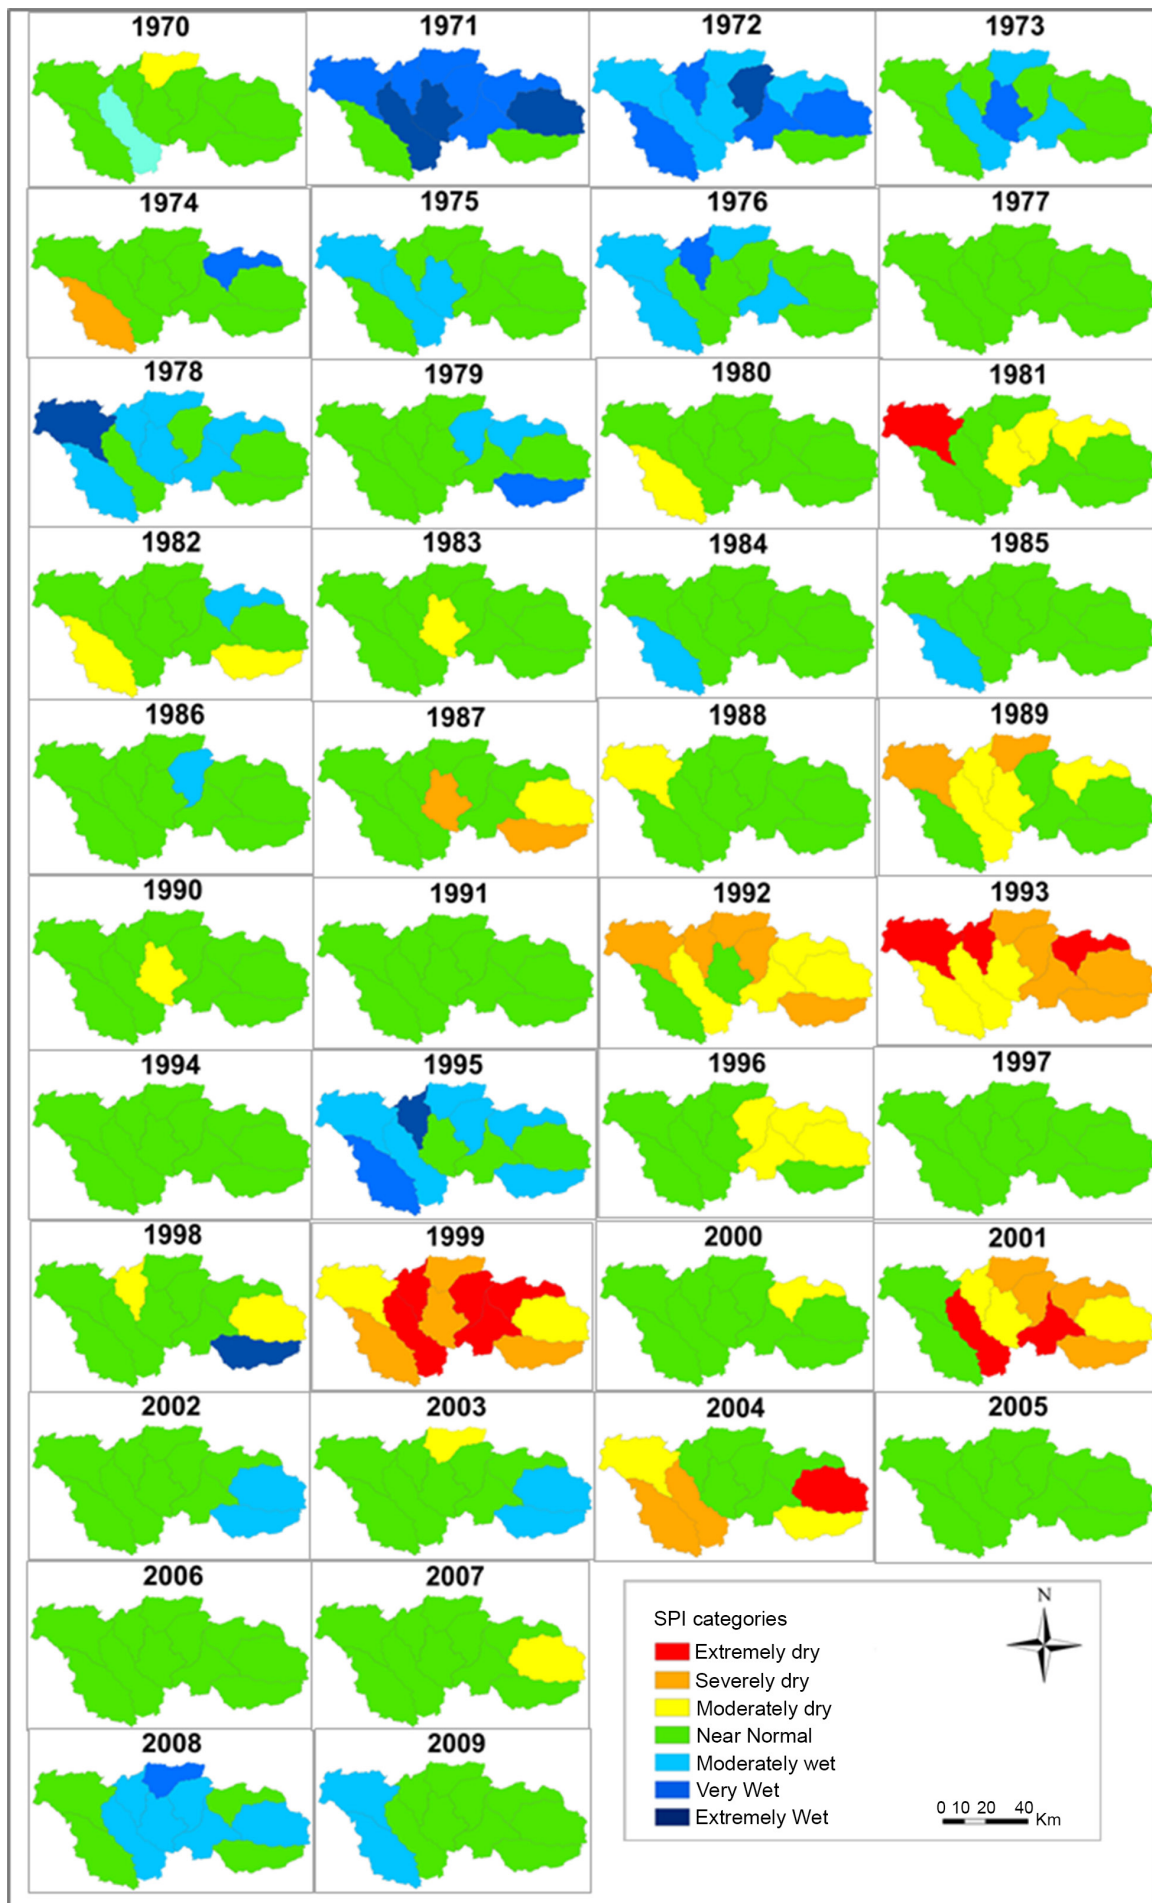 1970 1971 1972 1973
1974 1975 1976 1977
1978 1979 1980 1981
1982 1983 1984 1985
1986 1987 1988 1989
1990 1991 1992 1993
1994 1995 1996 1997
1998 1999 2000 2001
2002 2003 2004 2005
2006 2007
2008 2009
N
SPI categories
Extremely dry
Severely dry
Moderately dry
Near Normal
Moderately wet
Very Wet
Extremely Wet
0 10 20 40 Km